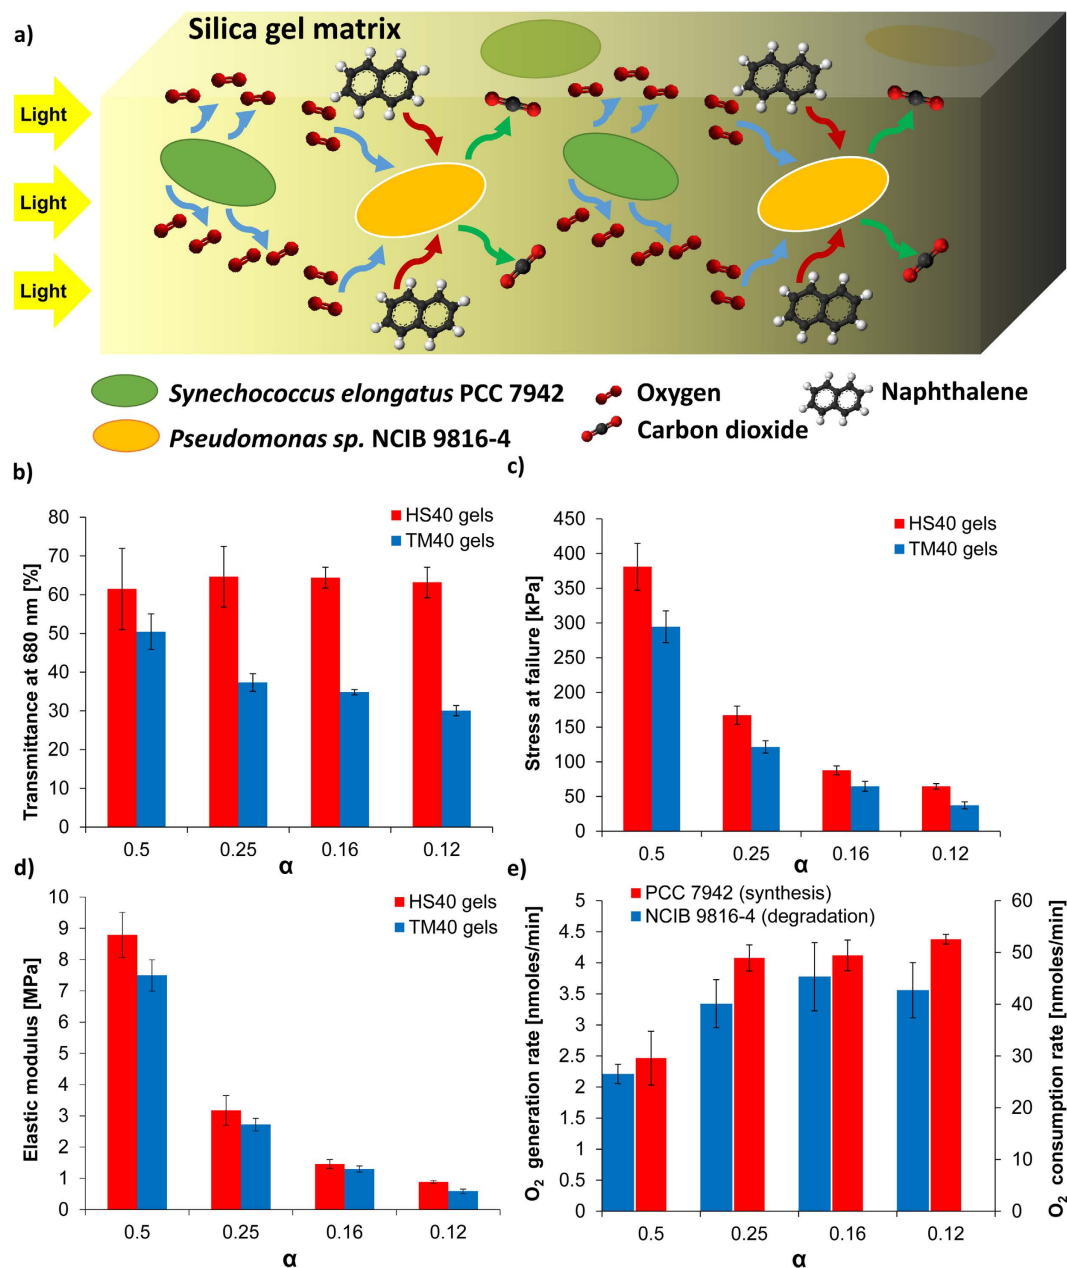 a)
Silica gel matrix
Light
Light
Light
Synechococcus elongatus PCC 7942
Pseudomonas sp. NCIB 9816-4
Oxygen
Carbon dioxide
Naphthalene
b)
HS40 gels
TM40 gels
Transmittance at 680 nm [%]
80
70
60
50
40
30
20
10
0
0.5 0.25 0.16 0.12
α
c)
HS40 gels
TM40 gels
Stress at failure [kPa]
450
400
350
300
250
200
150
100
50
0
0.5 0.25 0.16 0.12
α
d)
HS40 gels
TM40 gels
Elastic modulus [MPa]
10
9
8
7
6
5
4
3
2
1
0
0.5 0.25 0.16 0.12
α
e)
PCC 7942 (synthesis)
NCIB 9816-4 (degradation)
O₂ generation rate [nmoles/min]
5
4.5
4
3.5
3
2.5
2
1.5
1
0.5
0
0.5 0.25 0.16 0.12
α
60
50
40
30
20
10
0
O₂ consumption rate [nmoles/min]